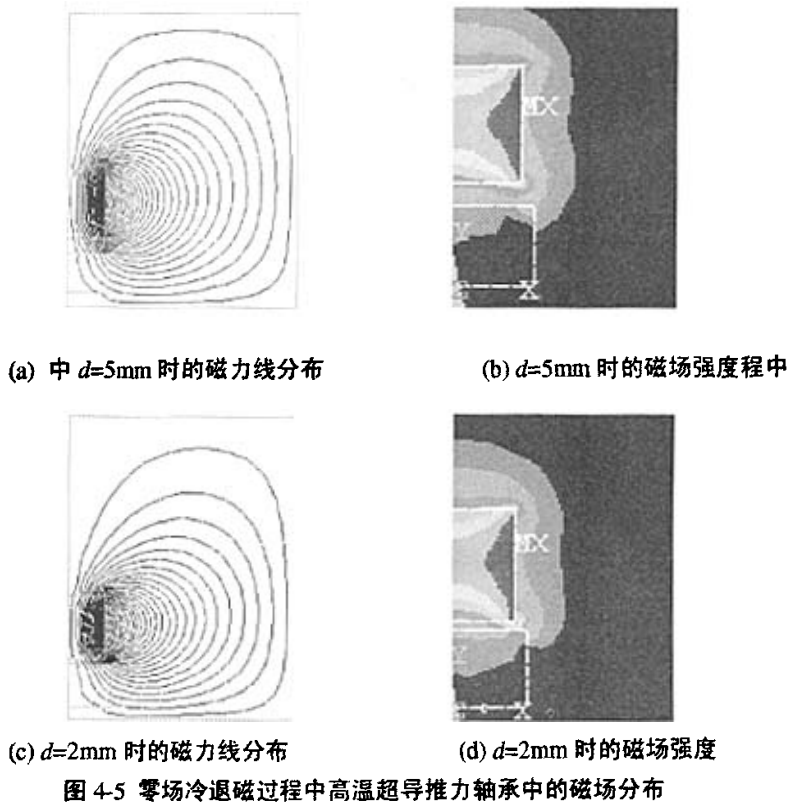 MX
X
(a) 中 d=5mm 时的磁力线分布
(b) d=5mm 时的磁场强度程中
MX
X
(c) d=2mm 时的磁力线分布
(d) d=2mm 时的磁场强度
图 4-5 零场冷退磁过程中高温超导推力轴承中的磁场分布